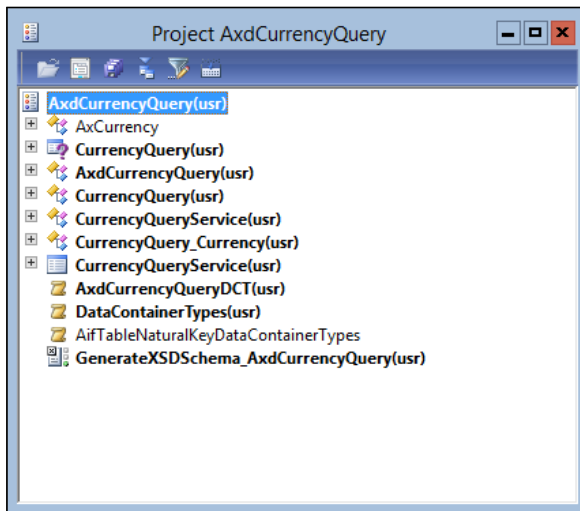 Project AxdCurrencyQuery
AxdCurrencyQuery(usr)
AxCurrency
CurrencyQuery(usr)
AxdCurrencyQuery(usr)
CurrencyQuery(usr)
CurrencyQueryService(usr)
CurrencyQuery_Currency(usr)
CurrencyQueryService(usr)
AxdCurrencyQueryDCT(usr)
DataContainerTypes(usr)
AifTableNaturalKeyDataContainerTypes
GenerateXSDSchema_AxdCurrencyQuery(usr)